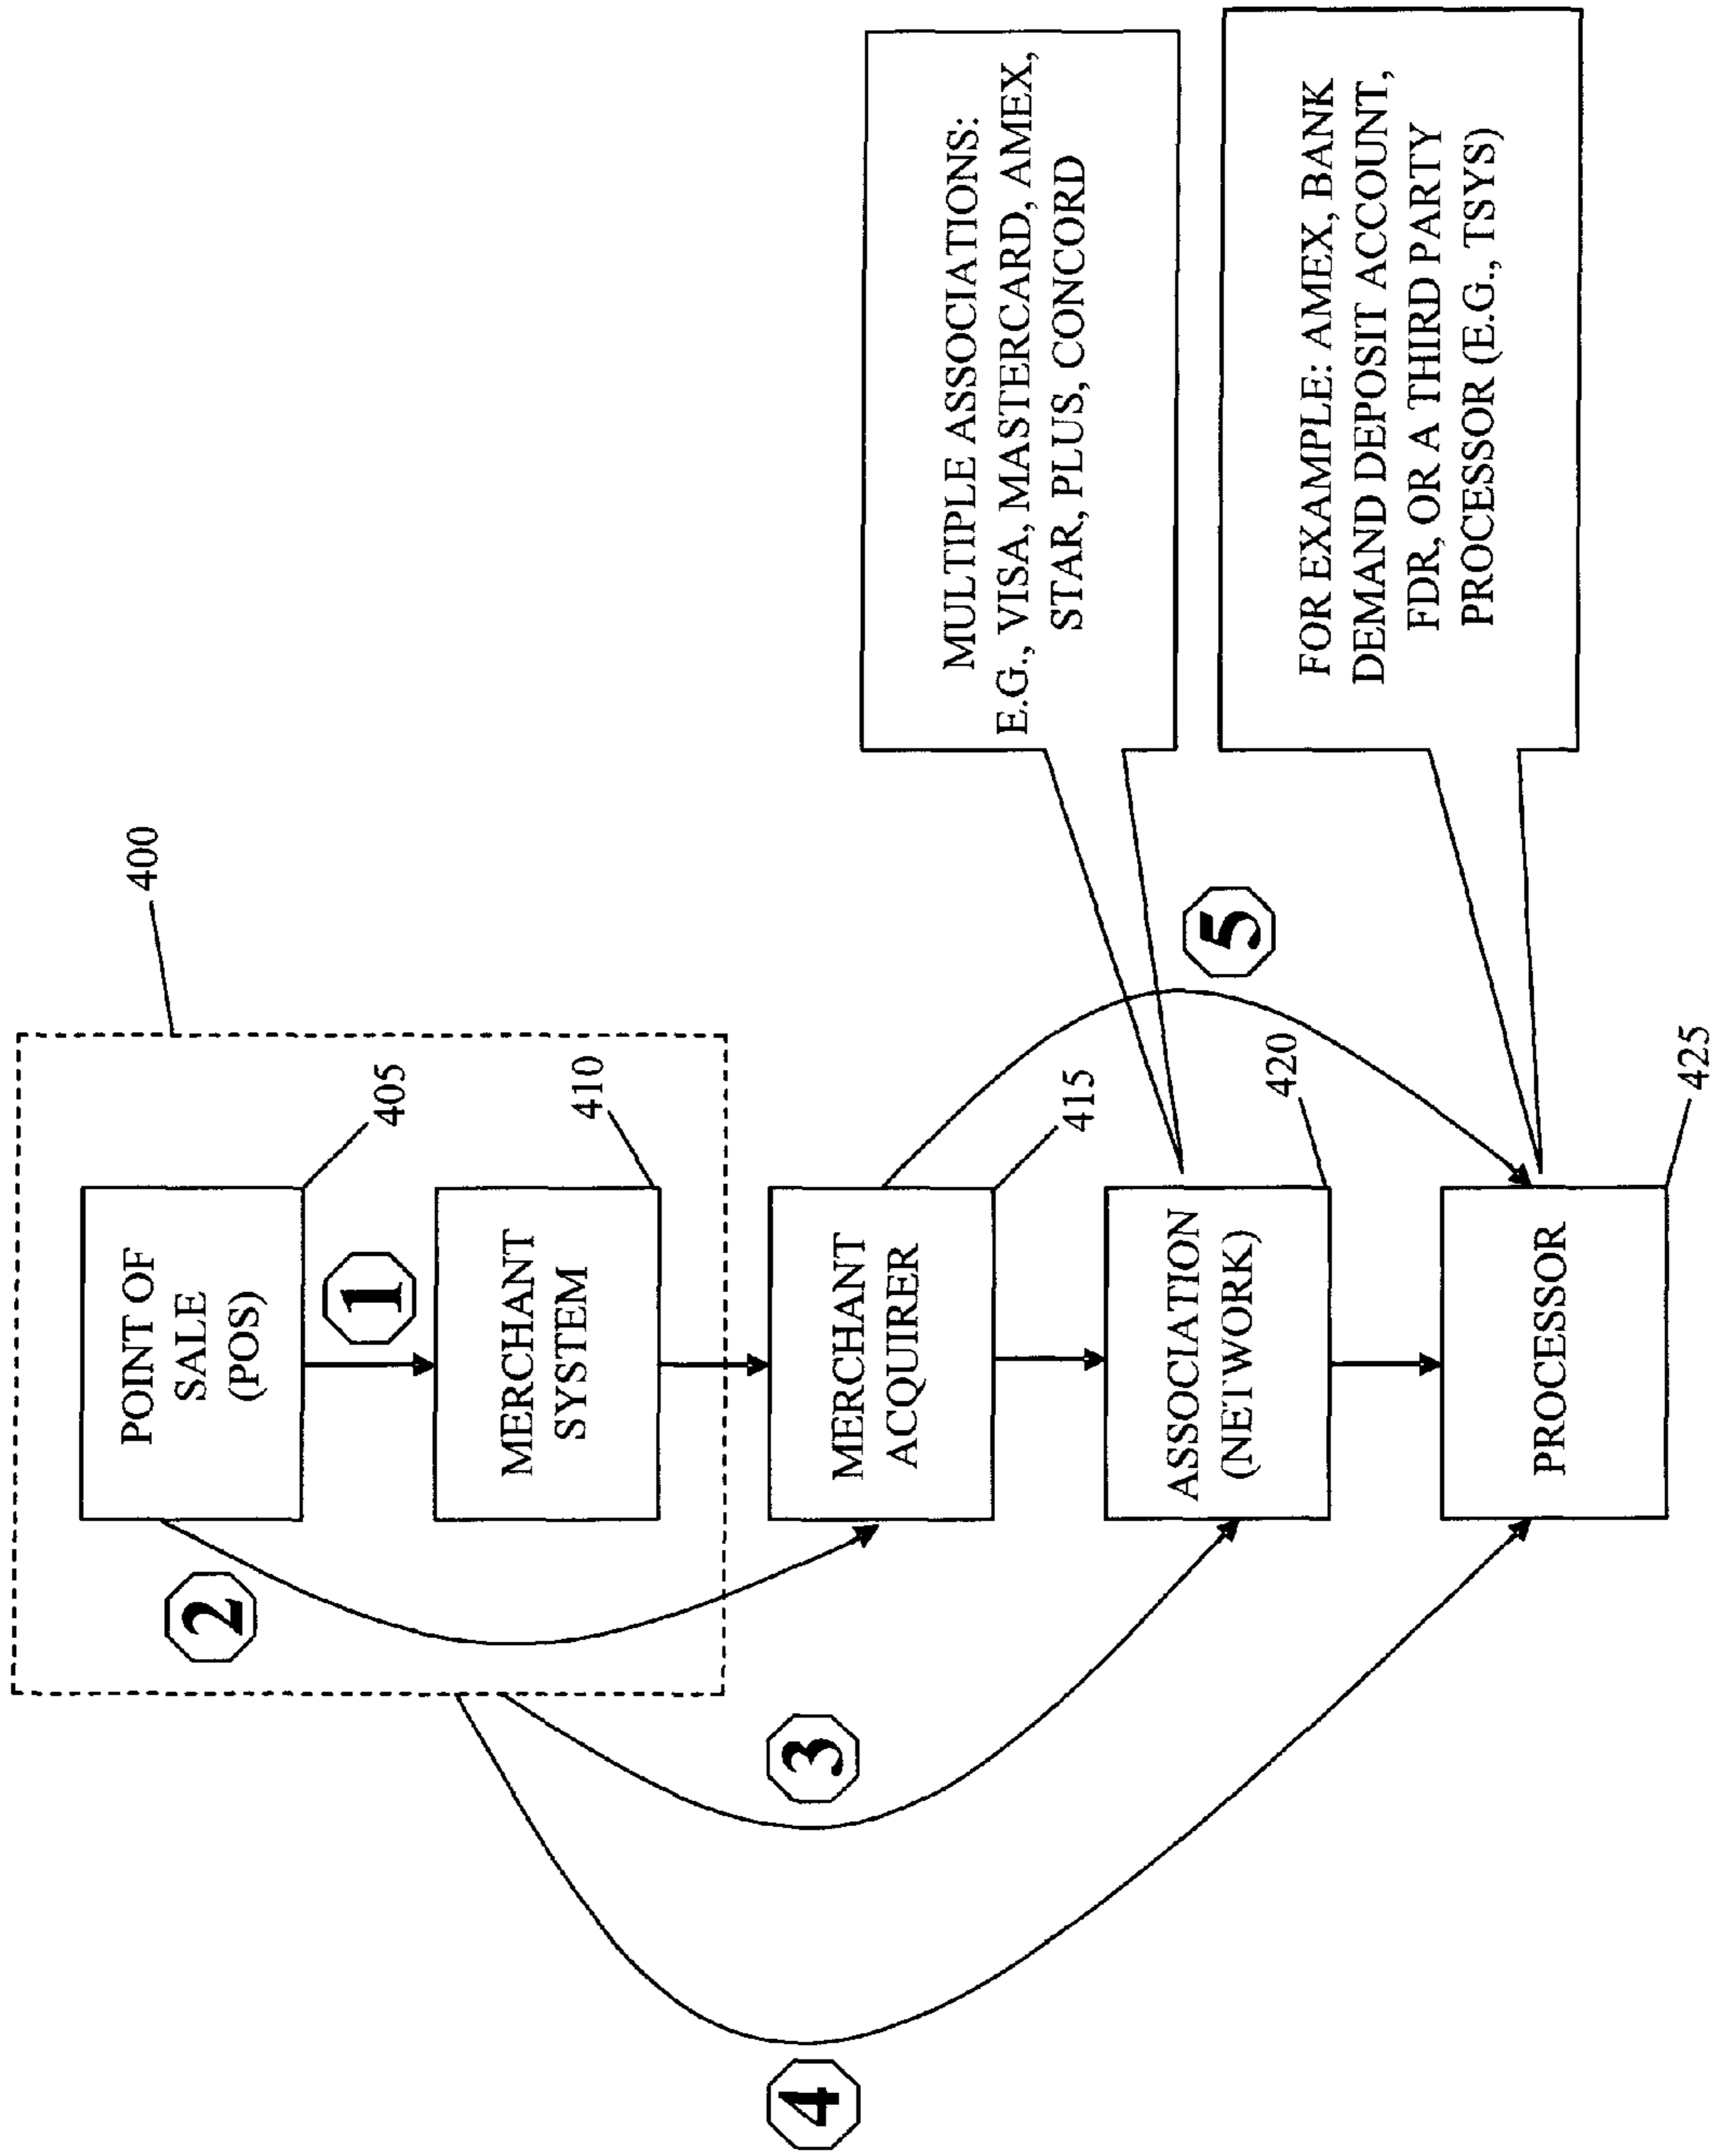 400
POINT OF
SALE
(POS)
405
1
2
MERCHANT
SYSTEM
410
3
4
MERCHANT
ACQUIRER
415
5
ASSOCIATION
(NETWORK)
420
MULTIPLE ASSOCIATIONS:
E.G., VISA, MASTERCARD, AMEX,
STAR, PLUS, CONCORD
PROCESSOR
425
FOR EXAMPLE: AMEX, BANK
DEMAND DEPOSIT ACCOUNT,
FDR, OR A THIRD PARTY
PROCESSOR (E.G., TSYS)